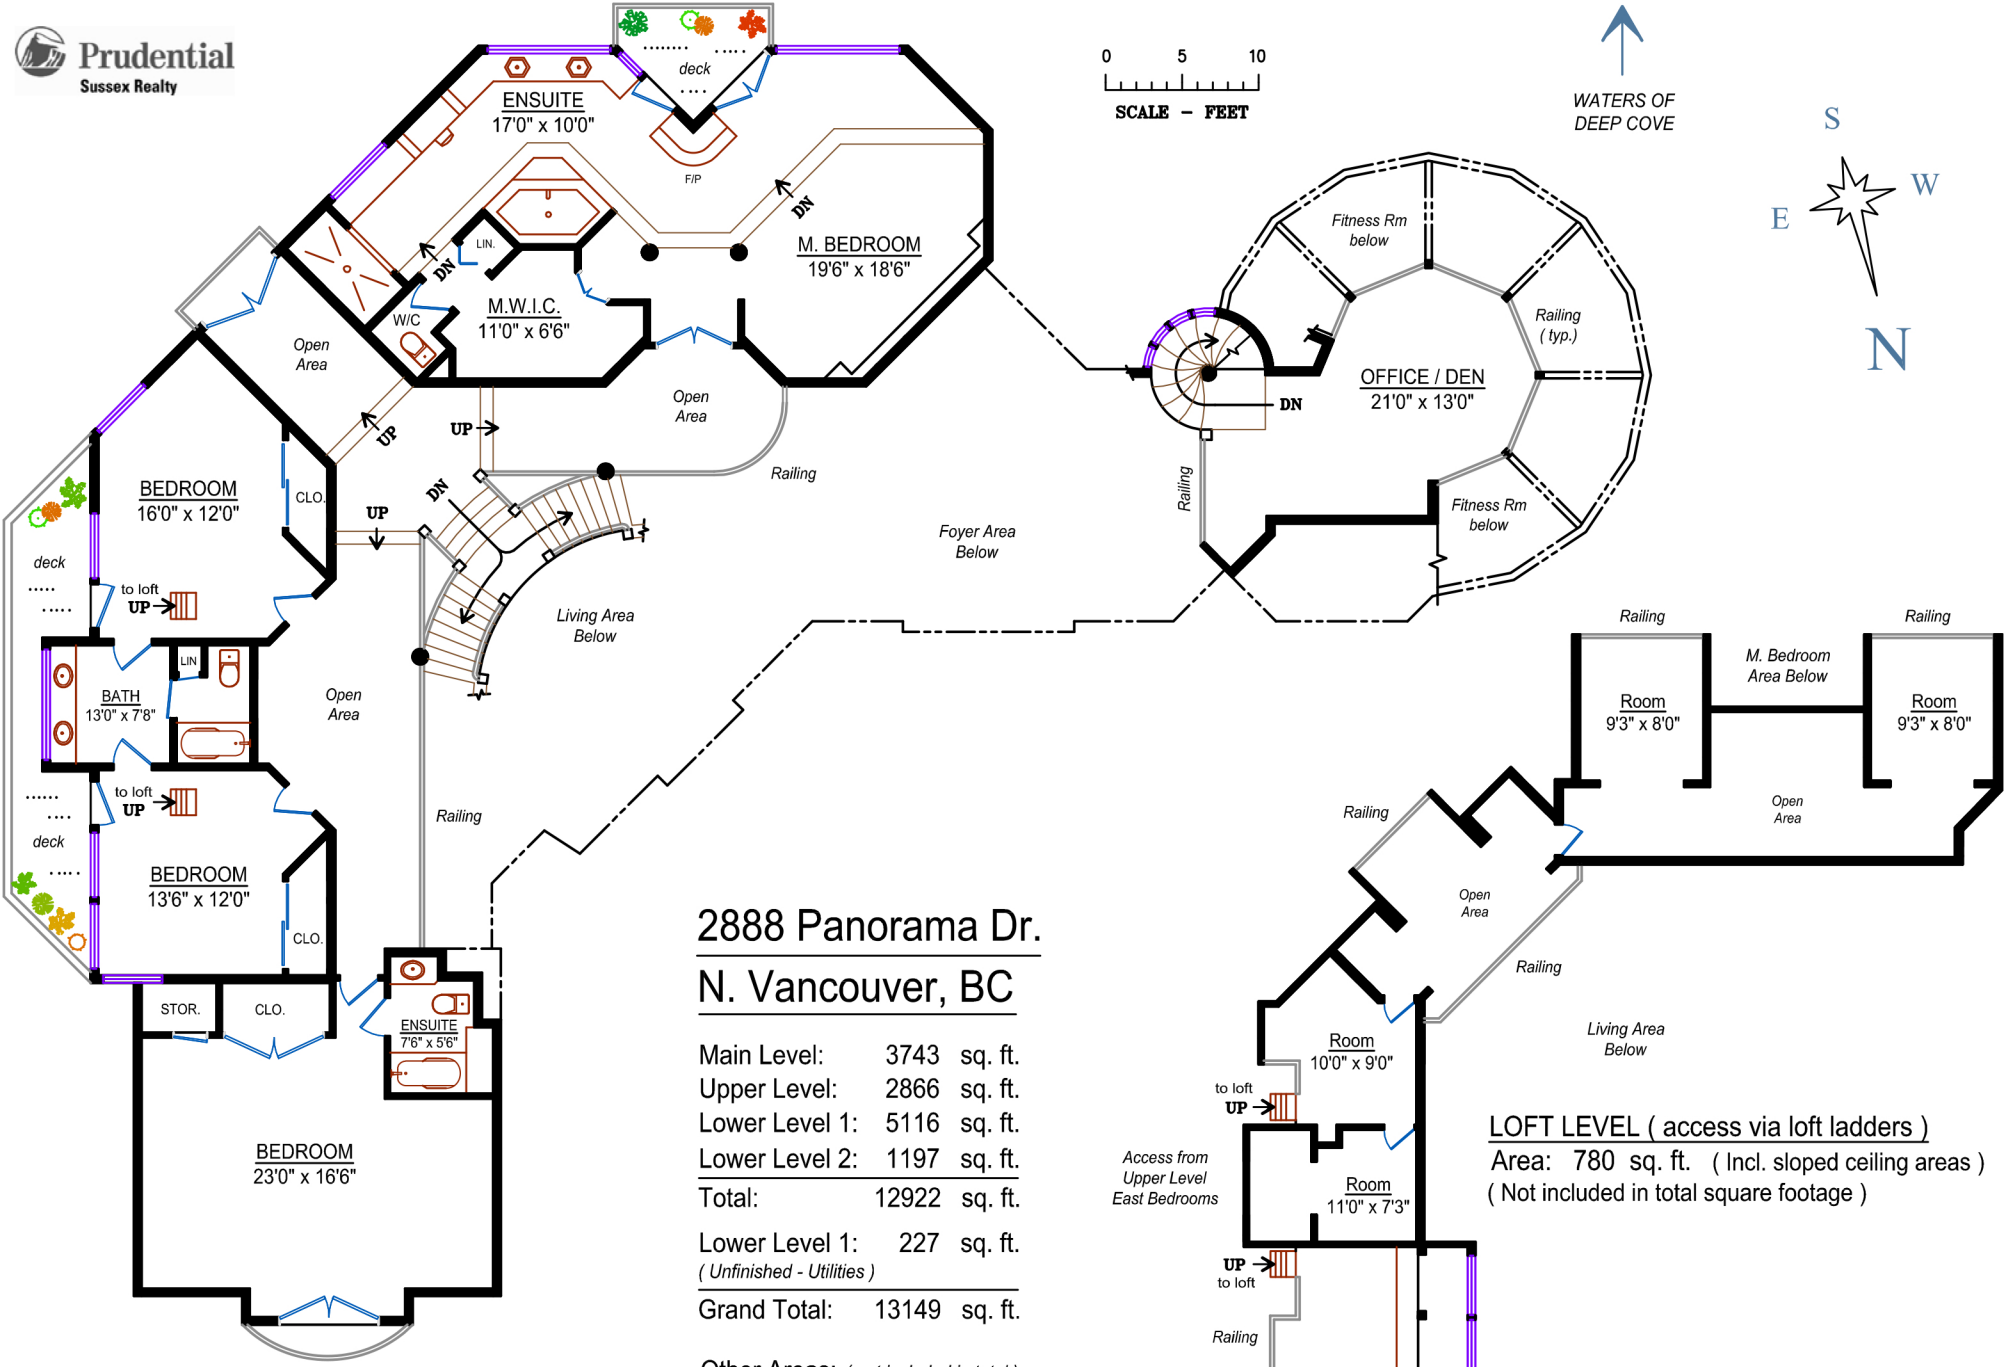 Prudential
Sussex Realty
deck
ENSUITE
17'0" x 10'0"
F/P
DN
DN
LIN.
M. BEDROOM
19'6" x 18'6"
M.W.I.C.
11'0" x 6'6"
W/C
Open
Area
Open
Area
UP
UP
Railing
0 5 10
SCALE - FEET
WATERS OF
DEEP COVE
S
W
E
N
Fitness Rm
below
Railing
( typ.)
OFFICE / DEN
21'0" x 13'0"
DN
Railing
Fitness Rm
below
Foyer Area
Below
BEDROOM
16'0" x 12'0"
CLO.
UP
DN
deck
to loft
UP
Living Area
Below
BATH
13'0" x 7'8"
LIN
Open
Area
to loft
UP
deck
Railing
BEDROOM
13'6" x 12'0"
CLO.
STOR.
CLO.
ENSUITE
7'6" x 5'6"
BEDROOM
23'0" x 16'6"
2888 Panorama Dr.
N. Vancouver, BC
Main Level: 3743 sq. ft.
Upper Level: 2866 sq. ft.
Lower Level 1: 5116 sq. ft.
Lower Level 2: 1197 sq. ft.
Total: 12922 sq. ft.
Lower Level 1: 227 sq. ft.
( Unfinished - Utilities )
Grand Total: 13149 sq. ft.
Railing
Railing
M. Bedroom
Area Below
Room
9'3" x 8'0"
Room
9'3" x 8'0"
Open
Area
Railing
Open
Area
Railing
Living Area
Below
Room
10'0" x 9'0"
to loft
UP
Access from
Upper Level
East Bedrooms
Room
11'0" x 7'3"
UP
to loft
Railing
LOFT LEVEL ( access via loft ladders )
Area: 780 sq. ft. ( Incl. sloped ceiling areas )
( Not included in total square footage )